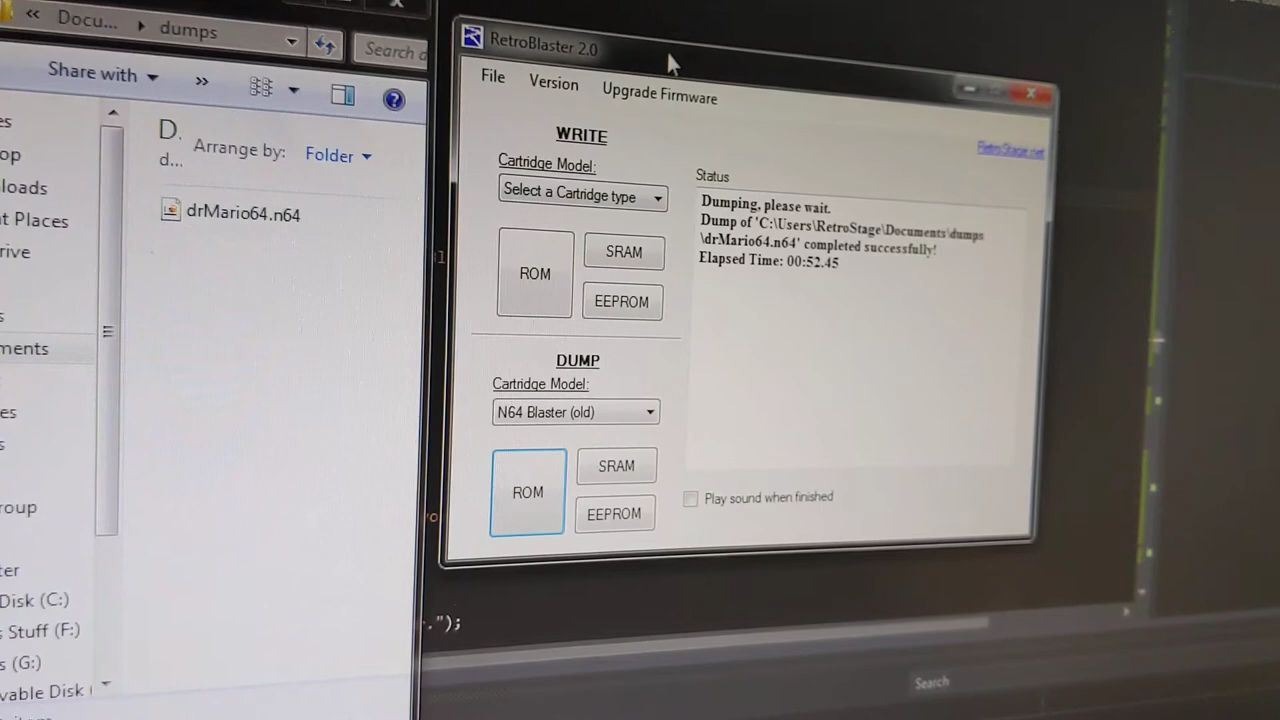 Docu...
dumps
Search
Share with
»
Arrange by:
Folder
D.
d...
drMario64.n64
es
op
loads
nt Places
rive
s
ments
es
s
roup
ter
Disk (C:)
s Stuff (F:)
s (G:)
vable Disk (
RetroBlaster 2.0
File
Version
Upgrade Firmware
RetroStage.net
WRITE
Cartridge Model:
Select a Cartridge type
ROM
SRAM
EEPROM
DUMP
Cartridge Model:
N64 Blaster (old)
ROM
SRAM
EEPROM
Status
Dumping, please wait.
Dump of 'C:\Users\RetroStage\Documents\dumps
\drMario64.n64' completed successfully!
Elapsed Time: 00:52.45
Play sound when finished
.");
Search